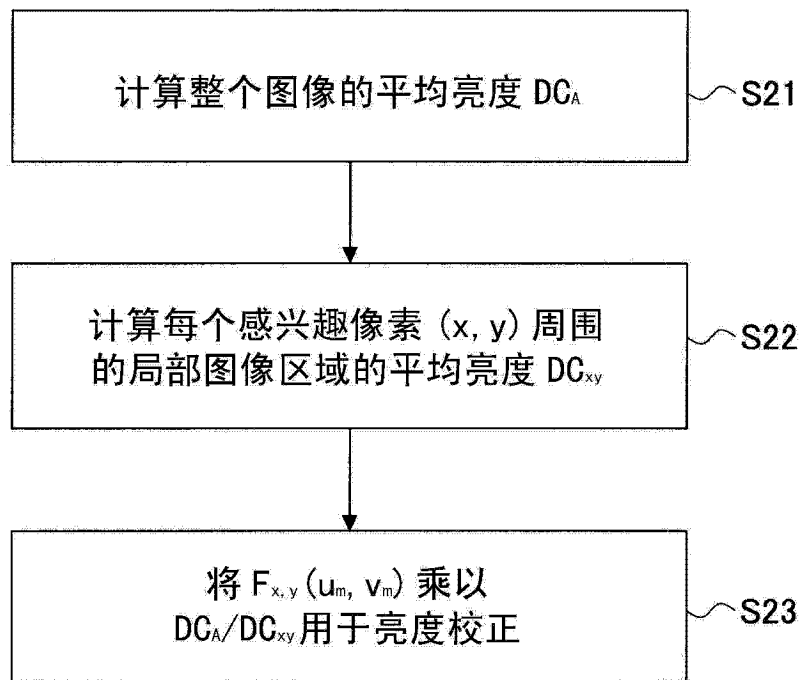 计算整个图像的平均亮度 DCA
S21
计算每个感兴趣像素 (x, y) 周围
的局部图像区域的平均亮度 DCxy
S22
将 Fx, y (um, vm) 乘以
DCA/DCxy 用于亮度校正
S23